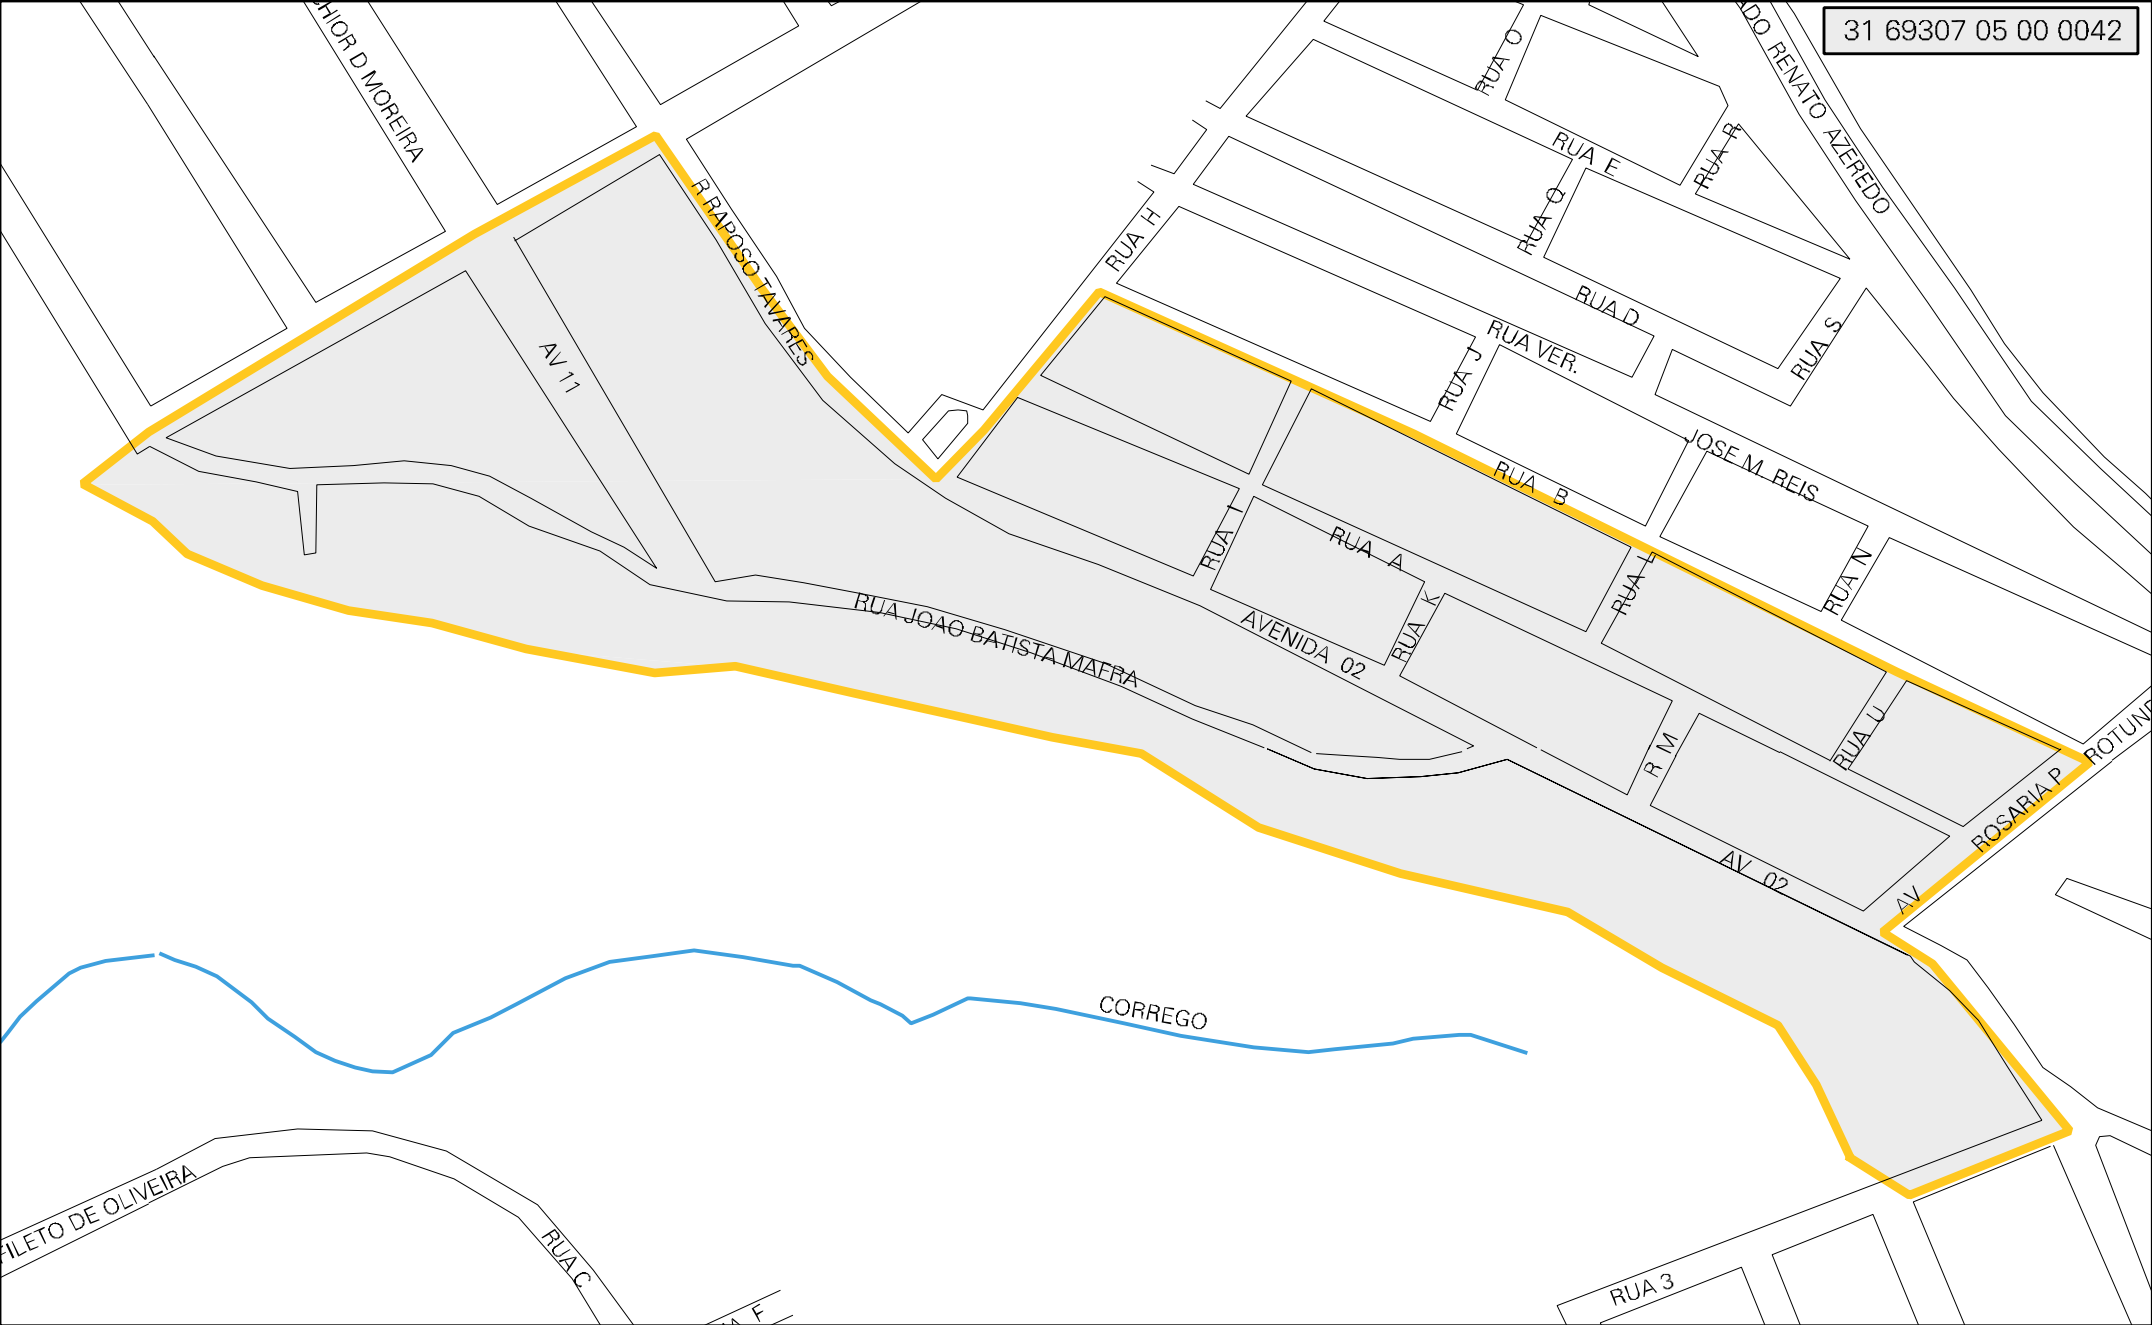 31 69307 05 00 0042
CHIOR D MOREIRA
RUA O
ADO RENATO AZEREDO
RUA E
RUA R
RUA Q
R RAPOSO TAVARES
RUA H
RUA D
RUA VER.
RUA S
RUA J
AV 11
JOSE M. REIS
RUA B
RUA I
RUA A
RUA L
RUA N
RUA K
RUA JOAO BATISTA MAFRA
AVENIDA 02
R M
RUA U
ROTUND
ROSARIA P
AV 02
AV
CORREGO
FILETO DE OLIVEIRA
RUA C
RUA 3
A F